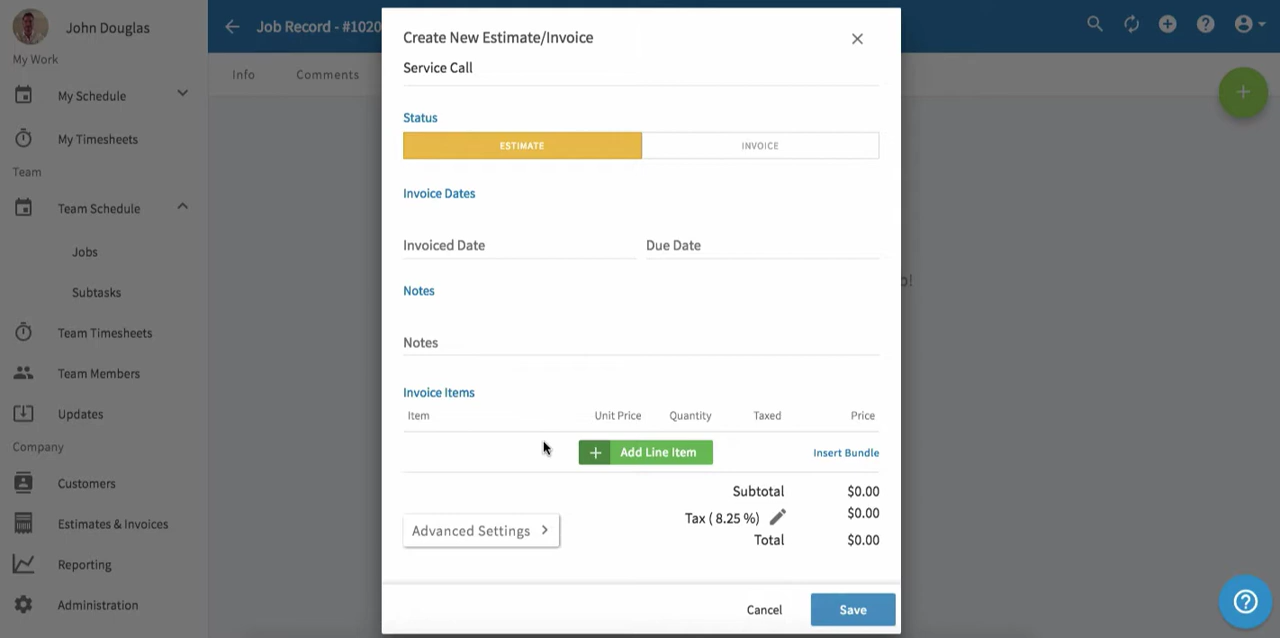 John Douglas
My Work
My Schedule
My Timesheets
Team
Team Schedule
Jobs
Subtasks
Team Timesheets
Team Members
Updates
Company
Customers
Estimates & Invoices
Reporting
Administration
Job Record - #1020
Info
Comments
Create New Estimate/Invoice
Service Call
Status
ESTIMATE
INVOICE
Invoice Dates
Invoiced Date
Due Date
Notes
Notes
Invoice Items
Item
Unit Price
Quantity
Taxed
Price
+ Add Line Item
Insert Bundle
Subtotal $0.00
Tax ( 8.25 %) $0.00
Total $0.00
Advanced Settings >
Cancel
Save